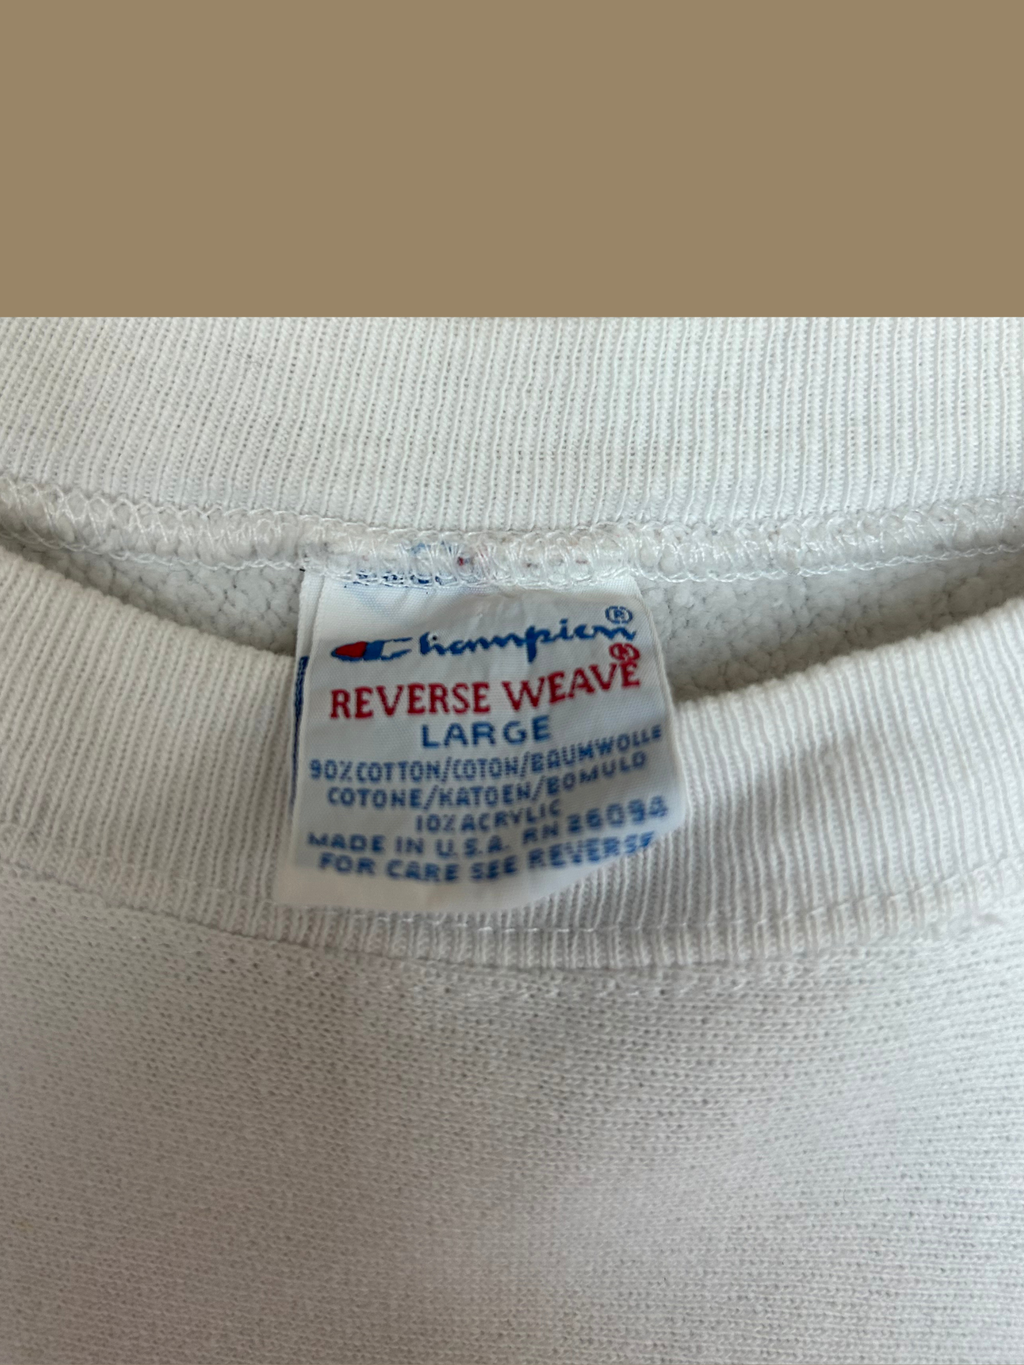 Champion®
REVERSE WEAVE®
LARGE
90% COTTON/COTON/BAUMWOLLE
COTONE/KATOEN/BOMULD
10% ACRYLIC
MADE IN U.S.A. RN 26094
FOR CARE SEE REVERSE